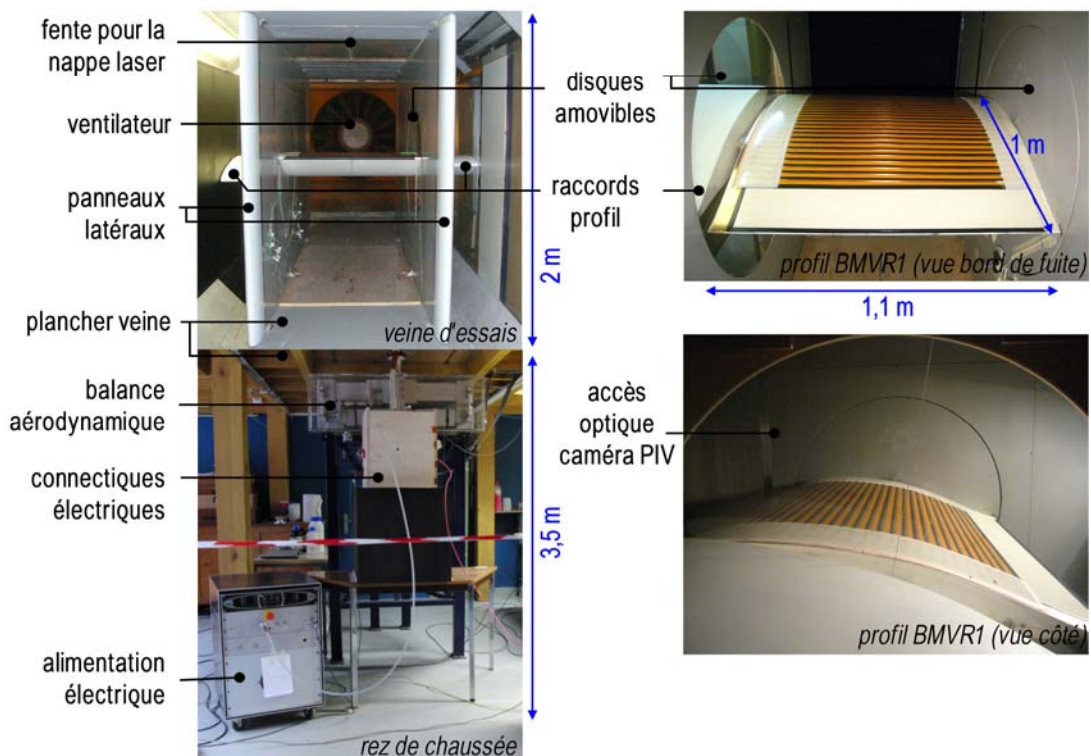 fente pour la
nappe laser
ventilateur
panneaux
latéraux
plancher veine
balance
aérodynamique
connectiques
électriques
alimentation
électrique
veine d'essais
rez de chaussée
2 m
3,5 m
disques
amovibles
raccords
profil
1 m
profil BMVR1 (vue bord de fuite)
1,1 m
accès
optique
caméra PIV
profil BMVR1 (vue côté)